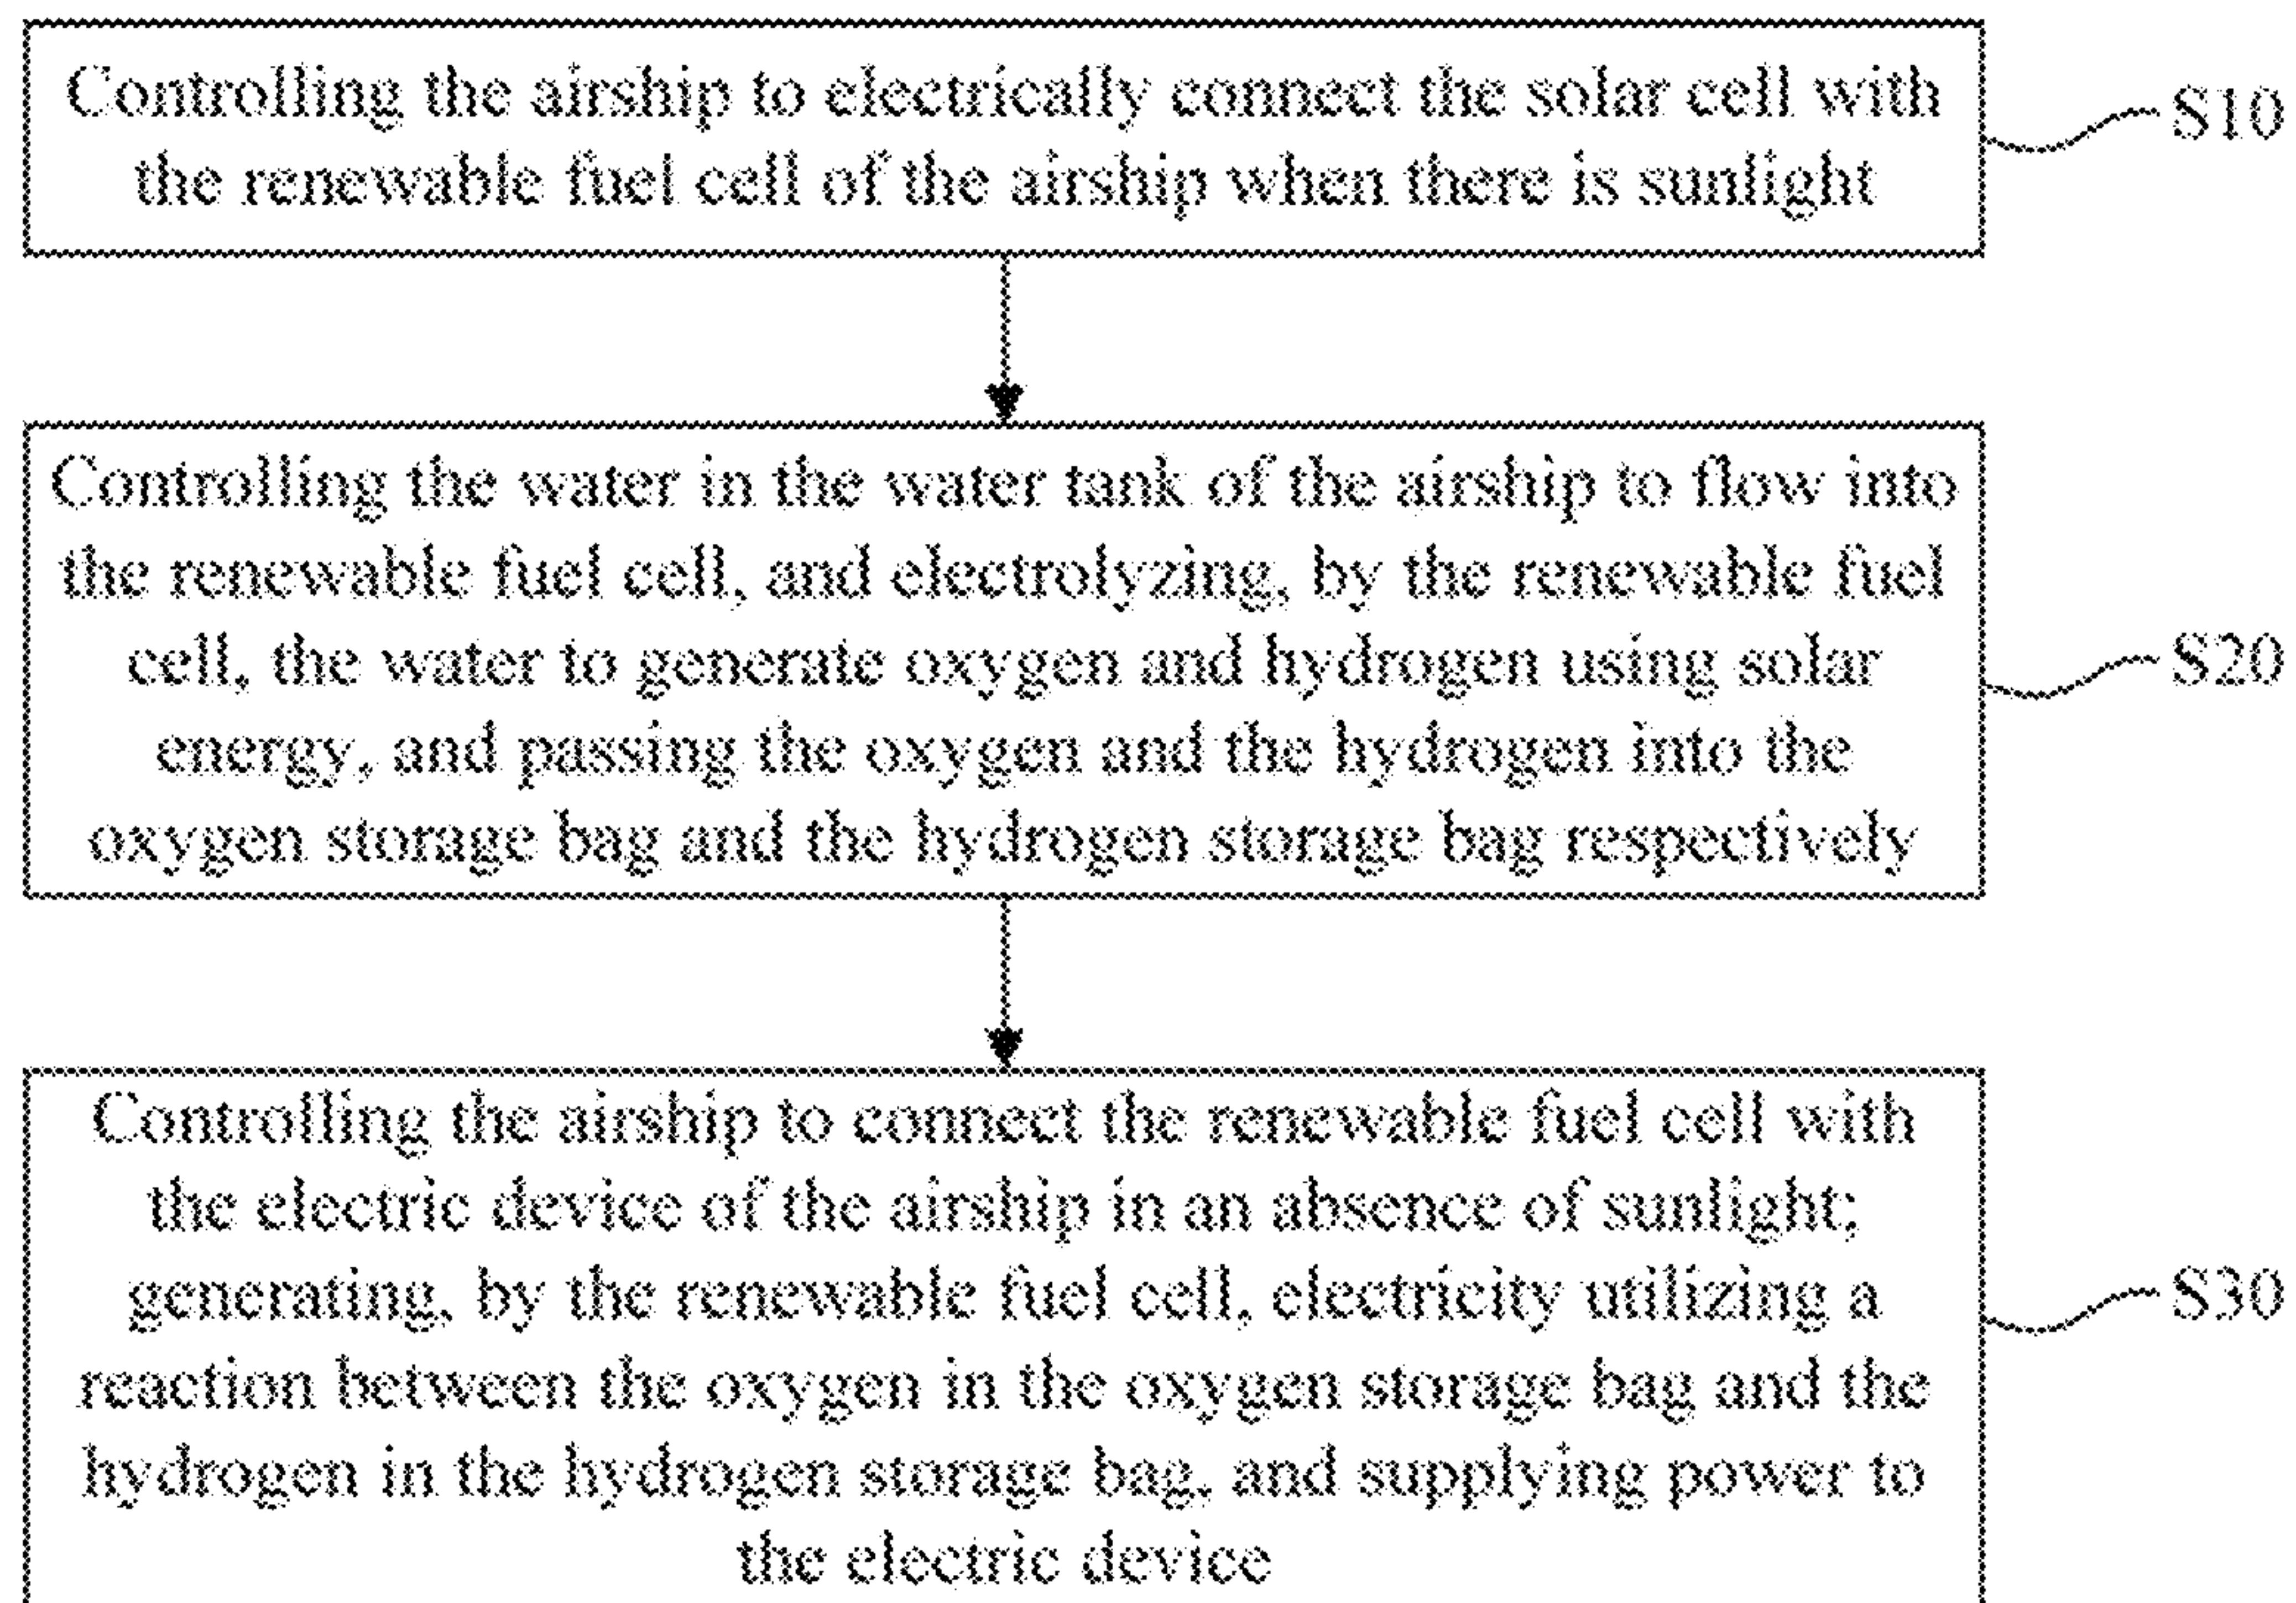 Controlling the airship to electrically connect the solar cell with
the renewable fuel cell of the airship when there is sunlight
S10
Controlling the water in the water tank of the airship to flow into
the renewable fuel cell, and electrolyzing, by the renewable fuel
cell, the water to generate oxygen and hydrogen using solar
energy, and passing the oxygen and the hydrogen into the
oxygen storage bag and the hydrogen storage bag respectively
S20
Controlling the airship to connect the renewable fuel cell with
the electric device of the airship in an absence of sunlight;
generating, by the renewable fuel cell, electricity utilizing a
reaction between the oxygen in the oxygen storage bag and the
hydrogen in the hydrogen storage bag, and supplying power to
the electric device
S30